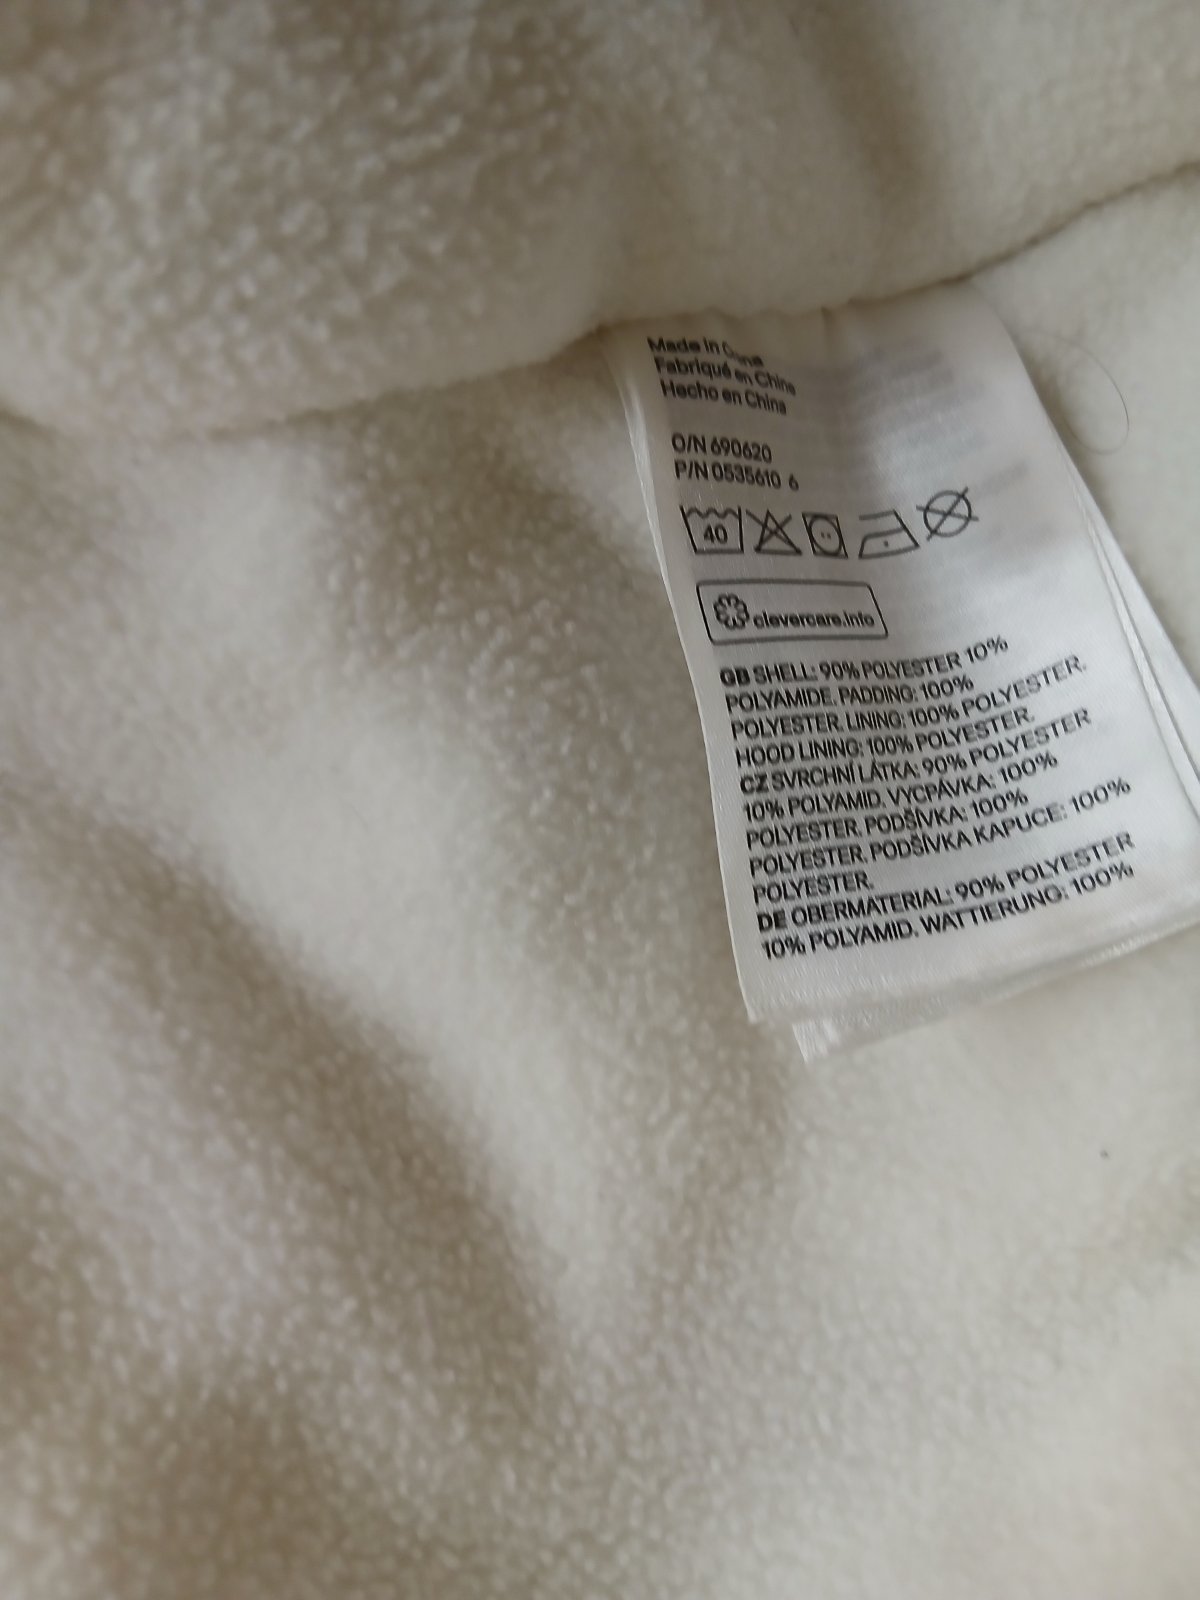 Made in China
Fabriqué en Chine
Hecho en China
O/N 690620
P/N 0535610 6
40
clevercare.info
GB SHELL: 90% POLYESTER 10%
POLYAMIDE. PADDING: 100%
POLYESTER. LINING: 100% POLYESTER.
HOOD LINING: 100% POLYESTER.
CZ SVRCHNÍ LÁTKA: 90% POLYESTER
10% POLYAMID. VYCPÁVKA: 100%
POLYESTER. PODŠÍVKA: 100%
POLYESTER. PODŠÍVKA KAPUCE: 100%
POLYESTER.
DE OBERMATERIAL: 90% POLYESTER
10% POLYAMID. WATTIERUNG: 100%